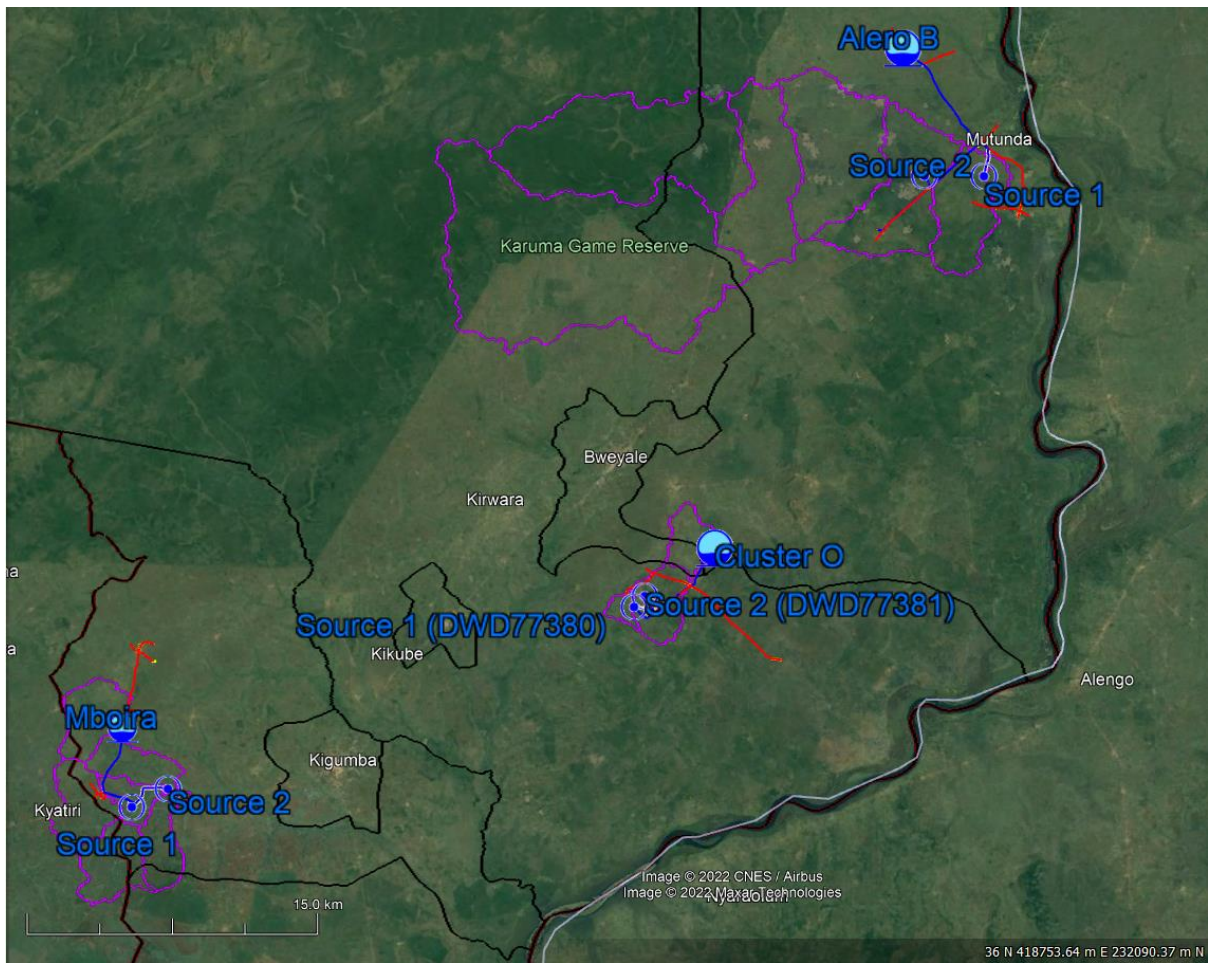 Alero B
Mutunda
Source 2
Source 1
Karuma Game Reserve
Bweyale
Kirwara
Cluster O
Source 2 (DWD77381)
Source 1 (DWD77380)
Kikube
a
a
Alengo
Mboira
Kigumba
Source 2
Kyatiri
Source 1
Image © 2022 CNES / Airbus
Image © 2022 Maxar Technologies
15.0 km
36 N 418753.64 m E 232090.37 m N